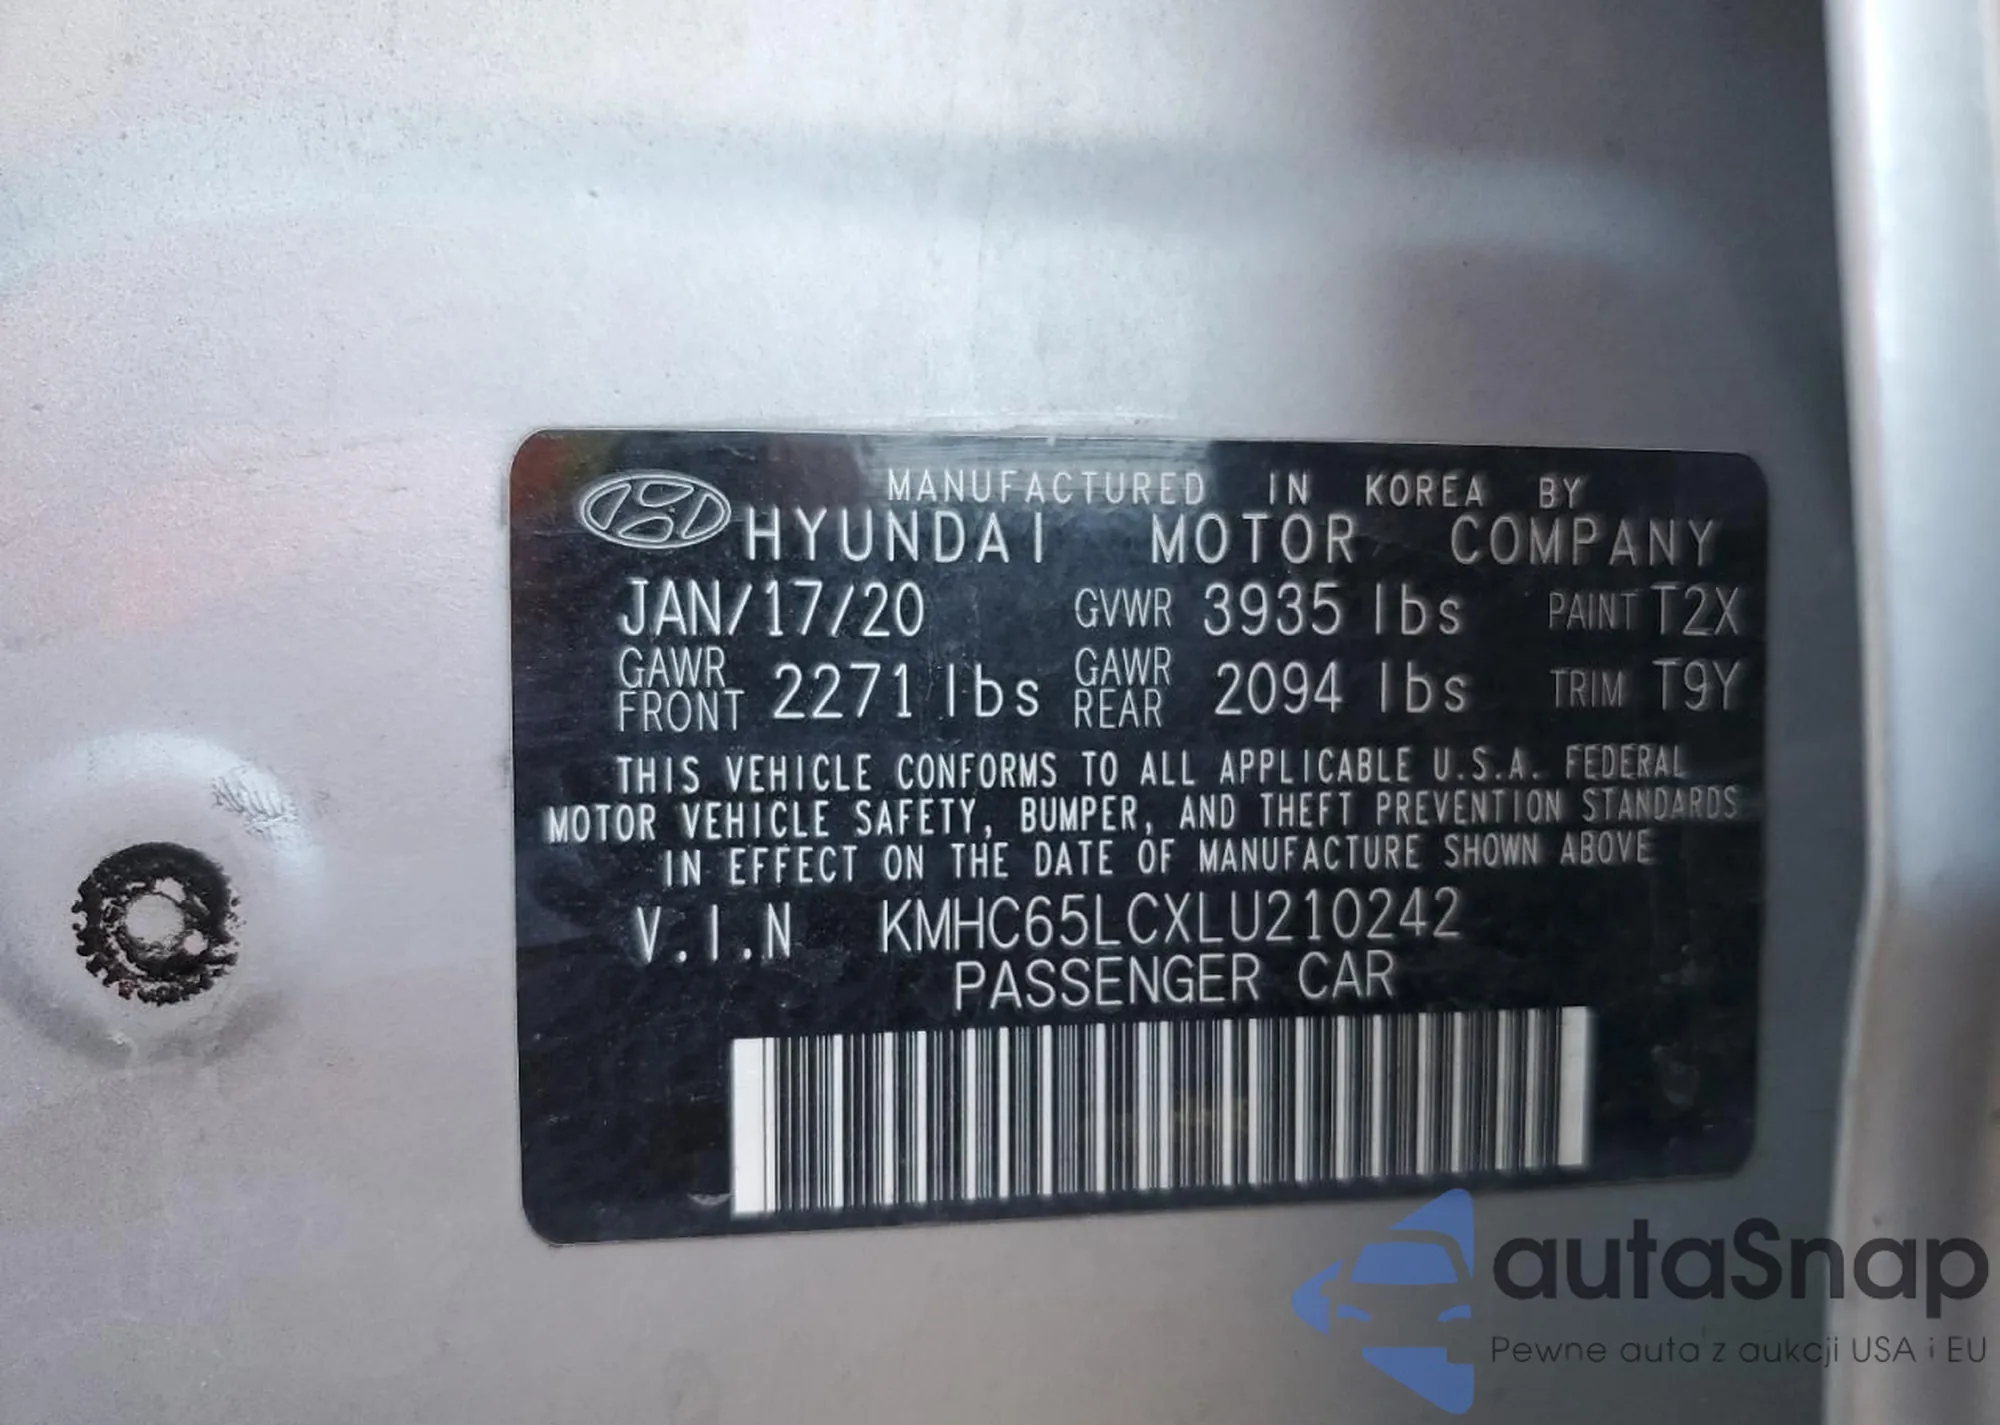 MANUFACTURED IN KOREA BY
HYUNDAI MOTOR COMPANY
JAN/17/20 GVWR 3935 lbs PAINT T2X
GAWR FRONT 2271 lbs GAWR REAR 2094 lbs TRIM T9Y
THIS VEHICLE CONFORMS TO ALL APPLICABLE U.S.A. FEDERAL
MOTOR VEHICLE SAFETY, BUMPER, AND THEFT PREVENTION STANDARDS
IN EFFECT ON THE DATE OF MANUFACTURE SHOWN ABOVE
V.I.N KMHC65LCXLU210242
PASSENGER CAR
autaSnap
Pewne auta z aukcji USA i EU